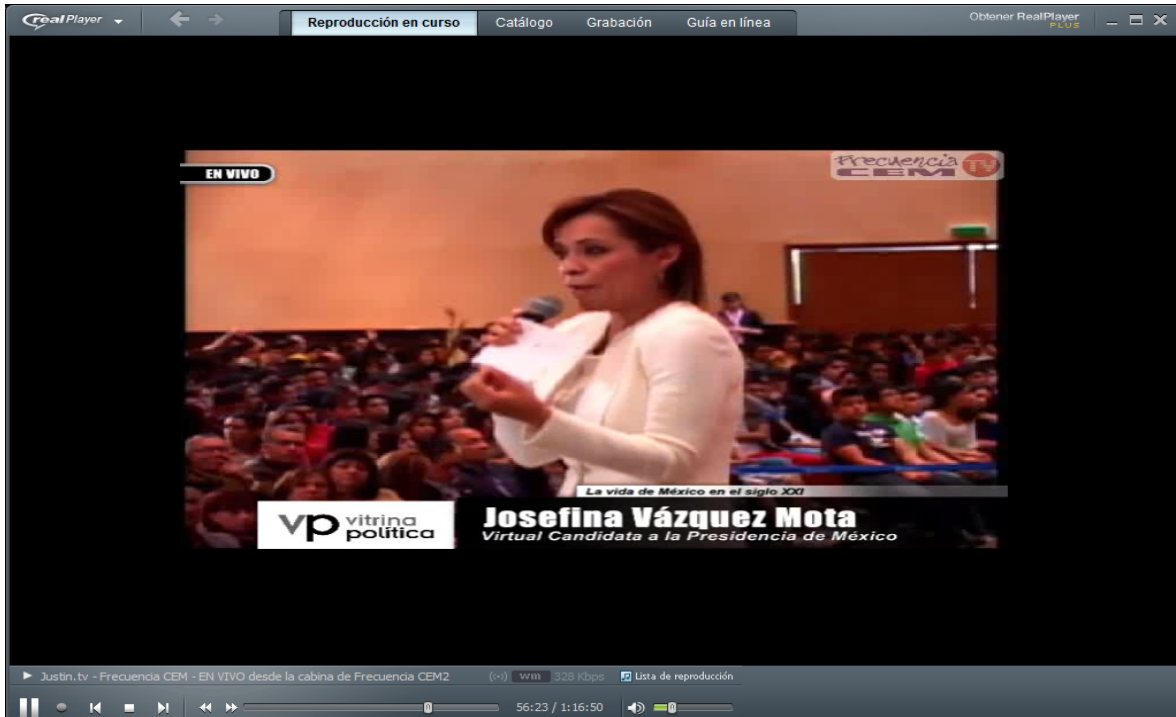 RealPlayer
Reproducción en curso
Catálogo
Grabación
Guía en línea
Obtener RealPlayer
PLUS
EN VIVO
Frecuencia
CEM TV
La vida de México en el siglo XXI
vp vitrina
política
Josefina Vázquez Mota
Virtual Candidata a la Presidencia de México
Justin.tv - Frecuencia CEM - EN VIVO desde la cabina de Frecuencia CEM2
wm 328 Kbps
Lista de reproducción
56:23 / 1:16:50